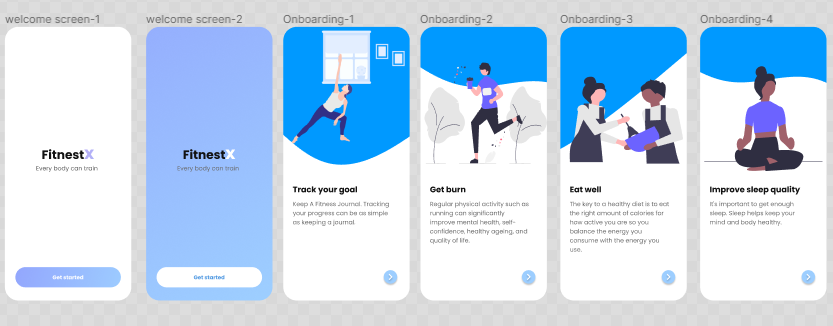 welcome screen-1
welcome screen-2
Onboarding-1
Onboarding-2
Onboarding-3
Onboarding-4
FitnestX
Every body can train
Get started
FitnestX
Every body can train
Get started
Track your goal
Keep A Fitness Journal. Tracking
your progress can be as simple
as keeping a journal.
Get burn
Regular physical activity such as
running can significantly
improve mental health, self-
confidence, healthy ageing, and
quality of life.
Eat well
The key to a healthy diet is to eat
the right amount of calories for
how active you are so you
balance the energy you
consume with the energy you
use.
Improve sleep quality
It's important to get enough
sleep. Sleep helps keep your
mind and body healthy.